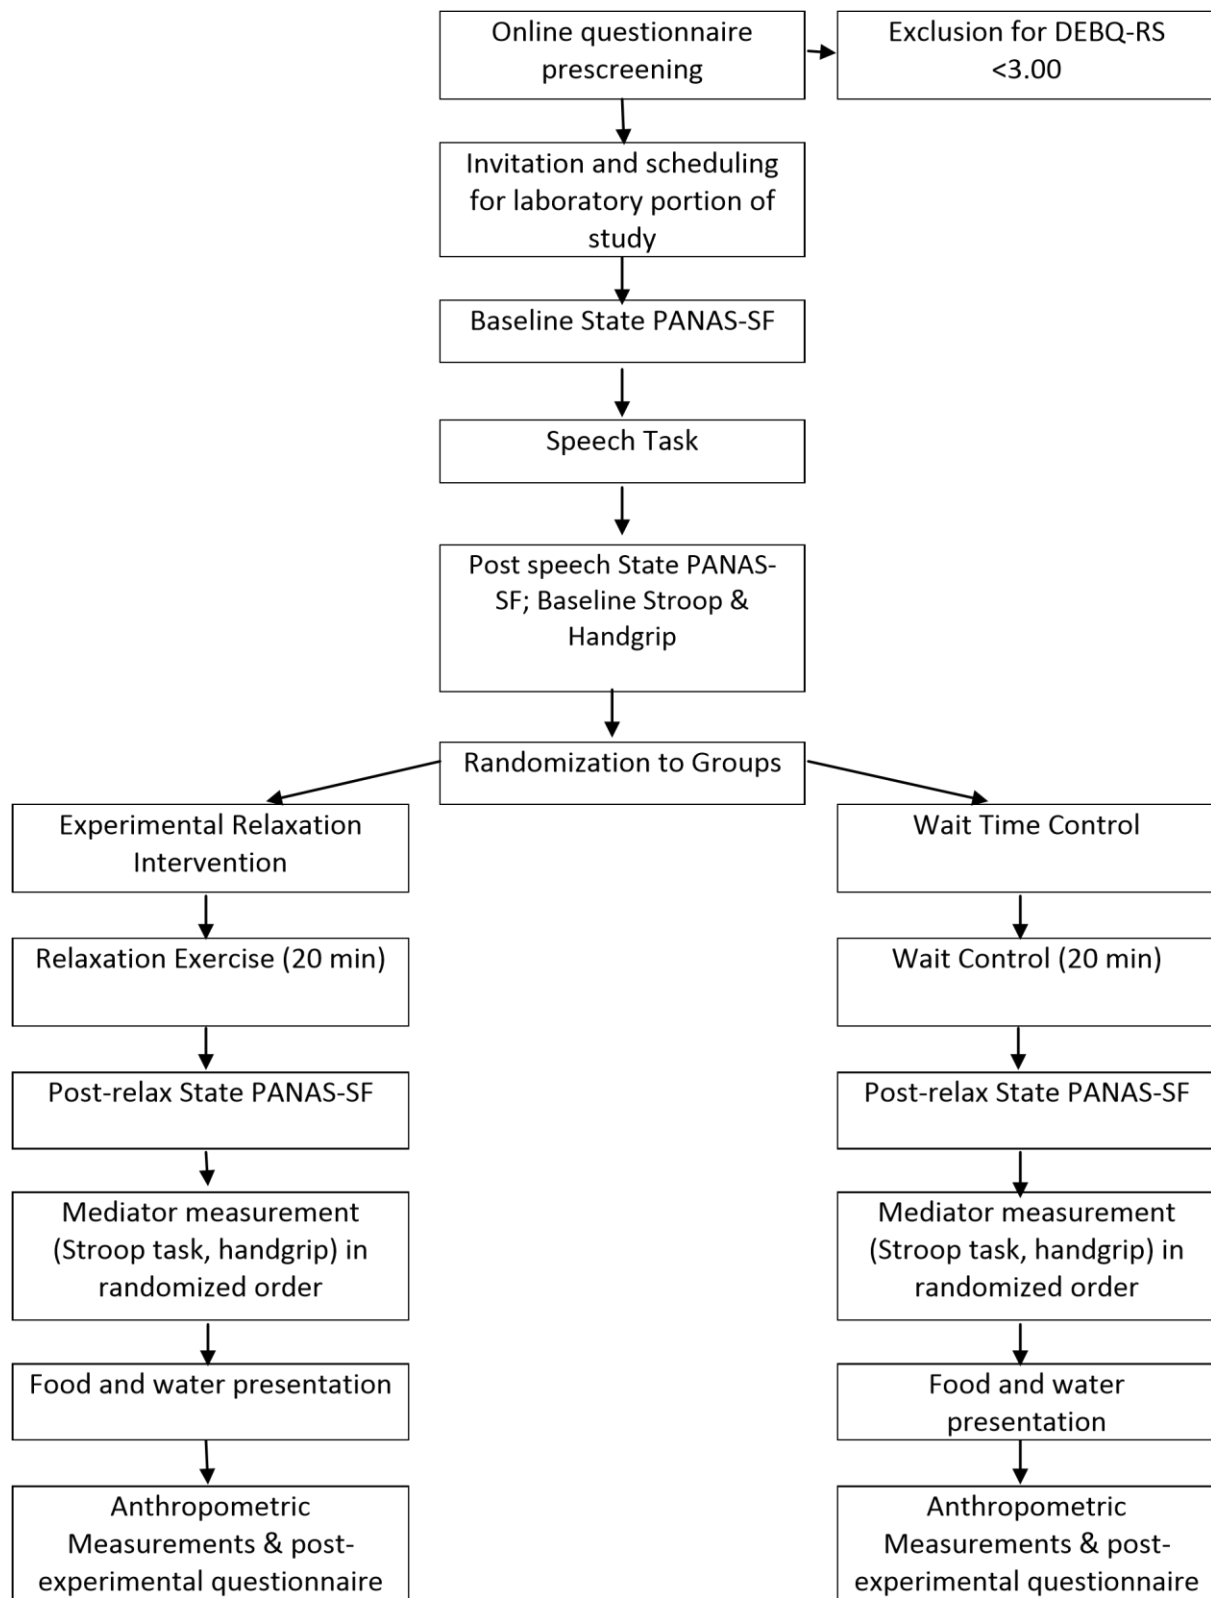 Online questionnaire
prescreening
Exclusion for DEBQ-RS
<3.00
Invitation and scheduling
for laboratory portion of
study
Baseline State PANAS-SF
Speech Task
Post speech State PANAS-
SF; Baseline Stroop &
Handgrip
Randomization to Groups
Experimental Relaxation
Intervention
Wait Time Control
Relaxation Exercise (20 min)
Wait Control (20 min)
Post-relax State PANAS-SF
Post-relax State PANAS-SF
Mediator measurement
(Stroop task, handgrip) in
randomized order
Mediator measurement
(Stroop task, handgrip) in
randomized order
Food and water presentation
Food and water
presentation
Anthropometric
Measurements & post-
experimental questionnaire
Anthropometric
Measurements & post-
experimental questionnaire